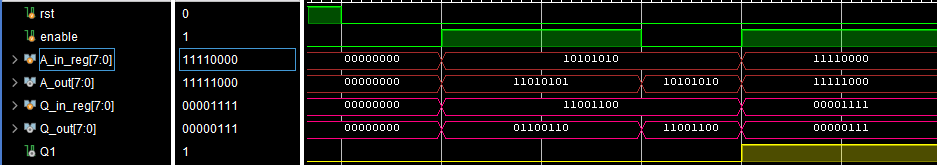 rst 0
enable 1
A_in_reg[7:0] 11110000 00000000 10101010 11110000
A_out[7:0] 11111000 00000000 11010101 10101010 11111000
Q_in_reg[7:0] 00001111 00000000 11001100 00001111
Q_out[7:0] 00000111 00000000 01100110 11001100 00000111
Q1 1